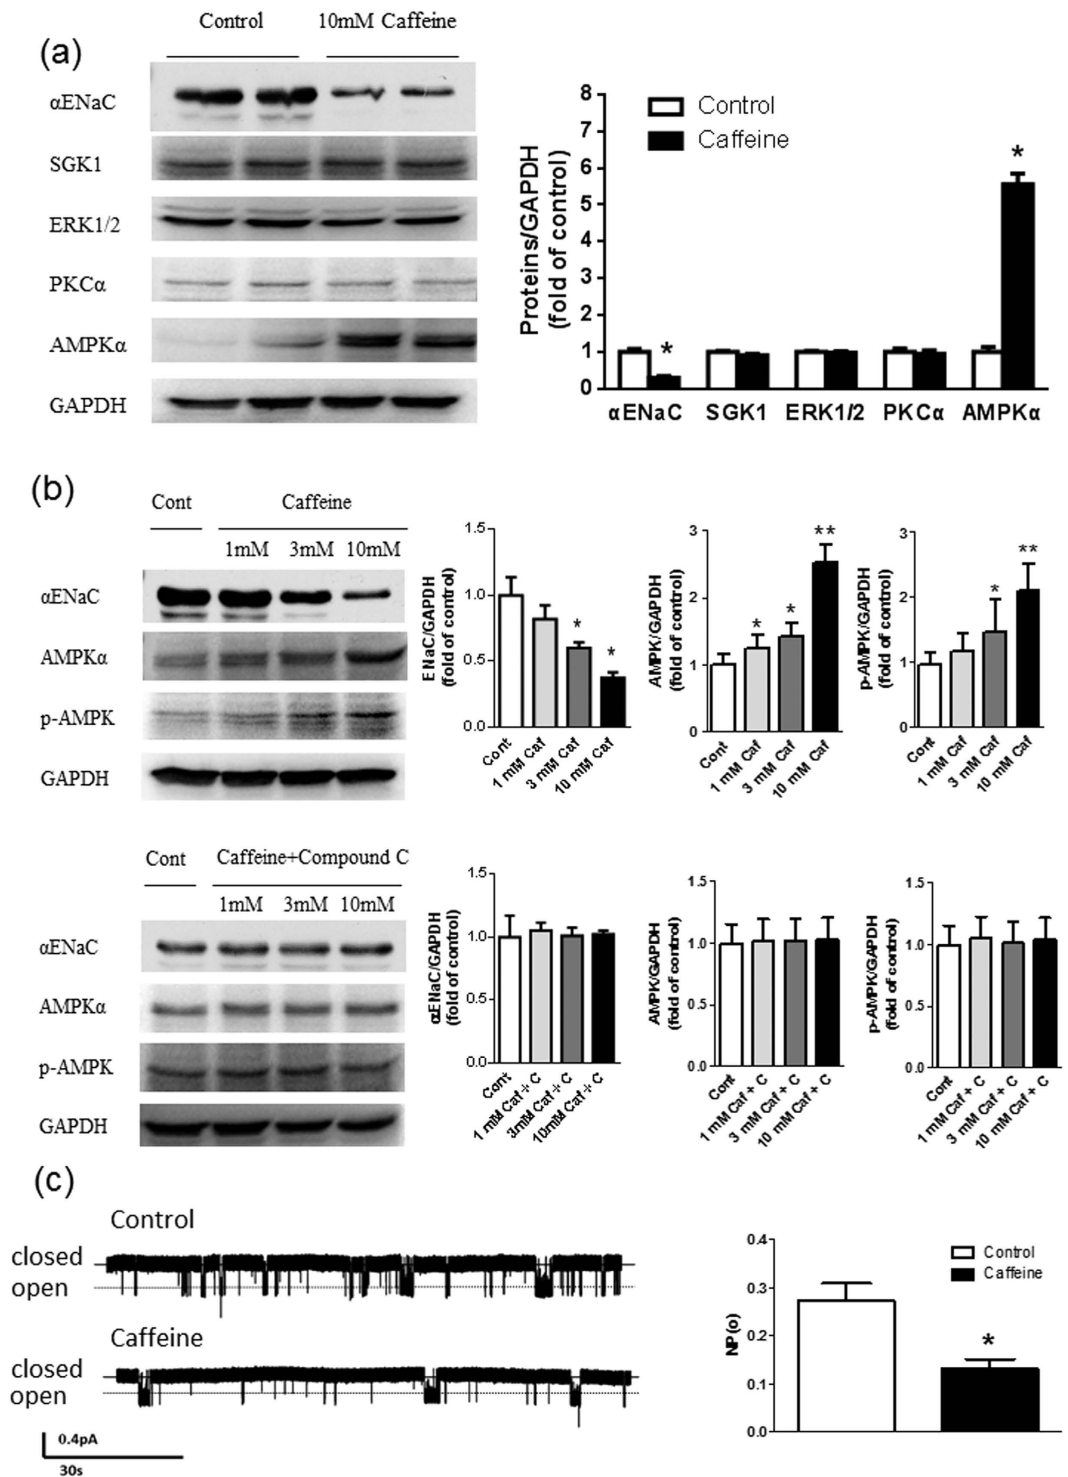 (a)
Control
10mM Caffeine
αENaC
SGK1
ERK1/2
PKCα
AMPKα
GAPDH
Proteins/GAPDH
(fold of control)
8
7
6
5
4
3
2
1
0
Control
Caffeine
*
*
αENaC SGK1 ERK1/2 PKCα AMPKα
(b)
Cont
Caffeine
1mM 3mM 10mM
αENaC
AMPKα
p-AMPK
GAPDH
ENaC/GAPDH
(fold of control)
1.5
1.0
0.5
0.0
*
*
Cont
1 mM Caf
3 mM Caf
10 mM Caf
AMPK/GAPDH
(fold of control)
3
2
1
0
*
*
**
Cont
1 mM Caf
3 mM Caf
10 mM Caf
p-AMPK/GAPDH
(fold of control)
3
2
1
0
*
**
Cont
1 mM Caf
3 mM Caf
10 mM Caf
Cont
Caffeine+Compound C
1mM 3mM 10mM
αENaC
AMPKα
p-AMPK
GAPDH
αENaC/GAPDH
(fold of control)
1.5
1.0
0.5
0.0
Cont
1 mM Caf + C
3mM Caf + C
10mM Caf + C
AMPK/GAPDH
(fold of control)
1.5
1.0
0.5
0.0
Cont
1 mM Caf + C
3 mM Caf + C
10 mM Caf + C
p-AMPK/GAPDH
(fold of control)
1.5
1.0
0.5
0.0
Cont
1 mM Caf + C
3 mM Caf + C
10 mM Caf + C
(c)
Control
closed
open
Caffeine
closed
open
0.4pA
30s
NP(o)
0.4
0.3
0.2
0.1
0.0
Control
Caffeine
*